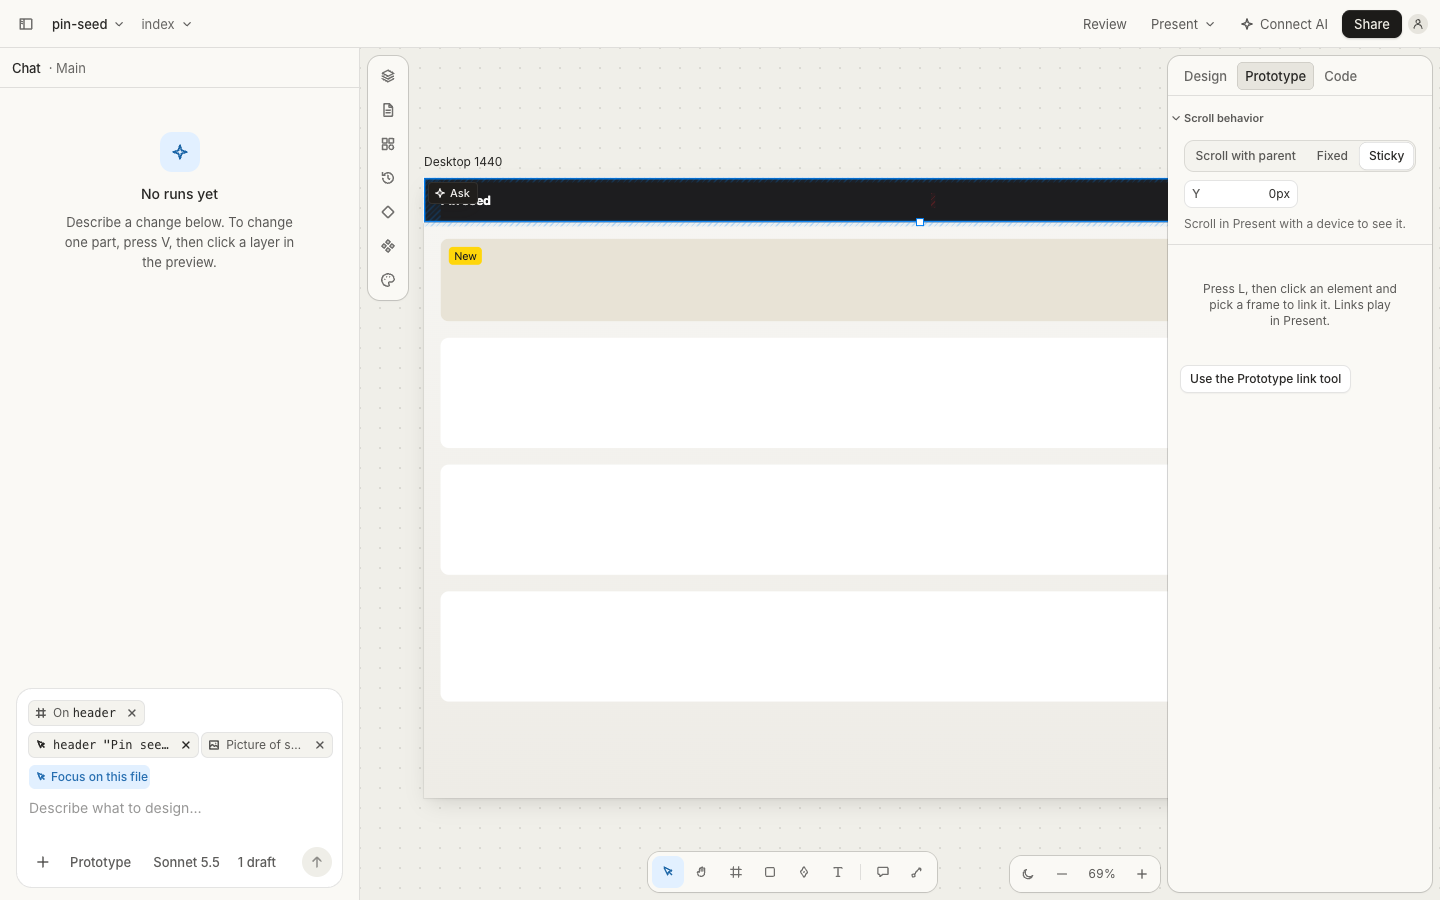 pin-seed
index
Review
Present
Connect AI
Share
Chat · Main
No runs yet
Describe a change below. To change
one part, press V, then click a layer in
the preview.
On header
header "Pin see…
Picture of s…
Focus on this file
Describe what to design…
Prototype
Sonnet 5.5
1 draft
Desktop 1440
Ask
New
69%
Design
Prototype
Code
Scroll behavior
Scroll with parent
Fixed
Sticky
Y
0px
Scroll in Present with a device to see it.
Press L, then click an element and
pick a frame to link it. Links play
in Present.
Use the Prototype link tool